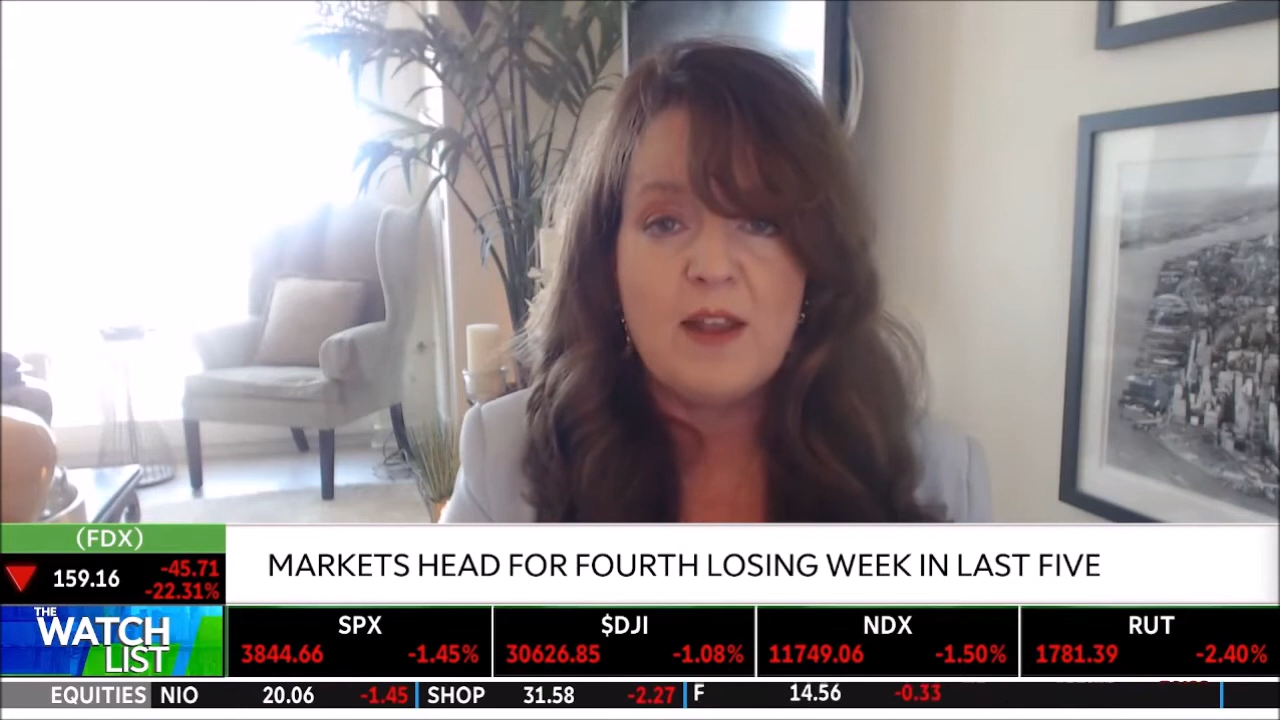 (FDX)
159.16
-45.71
-22.31%
MARKETS HEAD FOR FOURTH LOSING WEEK IN LAST FIVE
THE
WATCH
LIST
SPX
3844.66 -1.45%
$DJI
30626.85 -1.08%
NDX
11749.06 -1.50%
RUT
1781.39 -2.40%
EQUITIES NIO 20.06 -1.45 SHOP 31.58 -2.27 F 14.56 -0.33